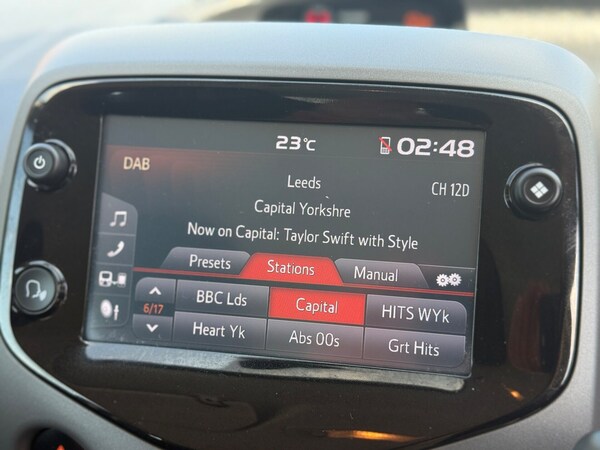 23°C
02:48
DAB
Leeds
CH 12D
Capital Yorkshire
Now on Capital: Taylor Swift with Style
Presets
Stations
Manual
6/17
BBC Lds
Capital
HITS WYk
Heart Yk
Abs 00s
Grt Hits